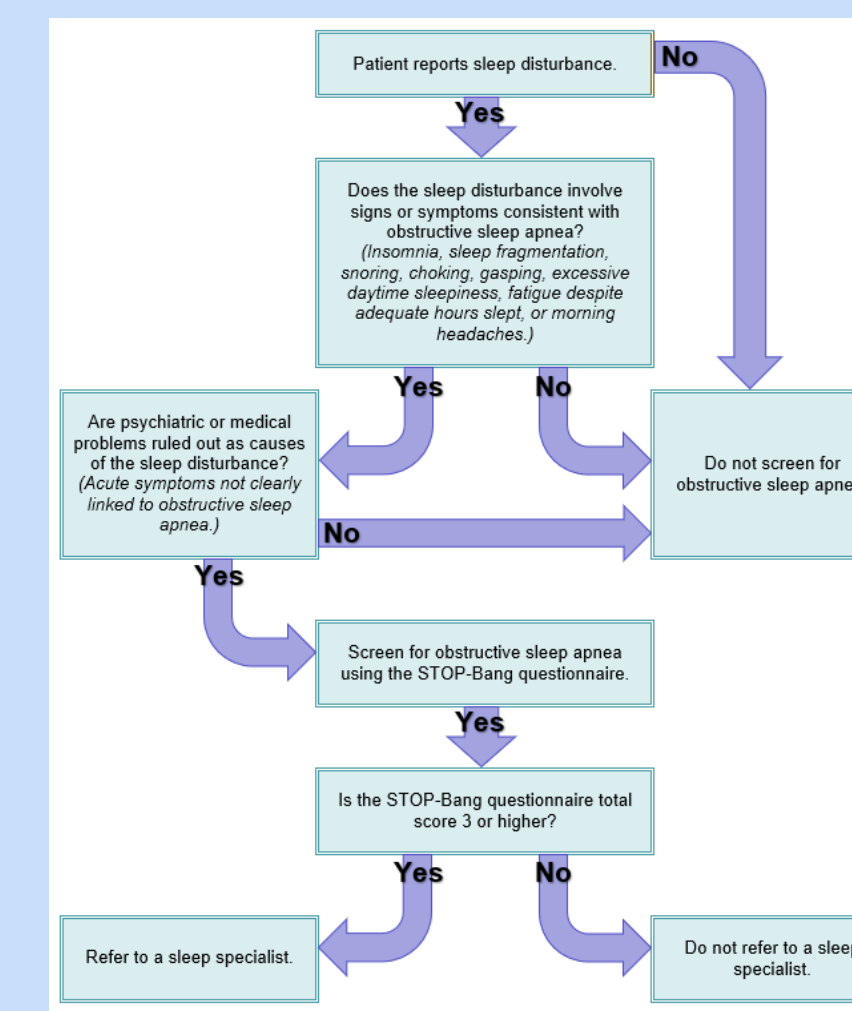 Patient reports sleep disturbance.
No
Yes
Does the sleep disturbance involve
signs or symptoms consistent with
obstructive sleep apnea?
(Insomnia, sleep fragmentation,
snoring, choking, gasping, excessive
daytime sleepiness, fatigue despite
adequate hours slept, or morning
headaches.)
Yes
No
Are psychiatric or medical
problems ruled out as causes
of the sleep disturbance?
(Acute symptoms not clearly
linked to obstructive sleep
apnea.)
Do not screen for
obstructive sleep apne
No
Yes
Screen for obstructive sleep apnea
using the STOP-Bang questionnaire.
Yes
Is the STOP-Bang questionnaire total
score 3 or higher?
Yes
No
Refer to a sleep specialist.
Do not refer to a sleep
specialist.